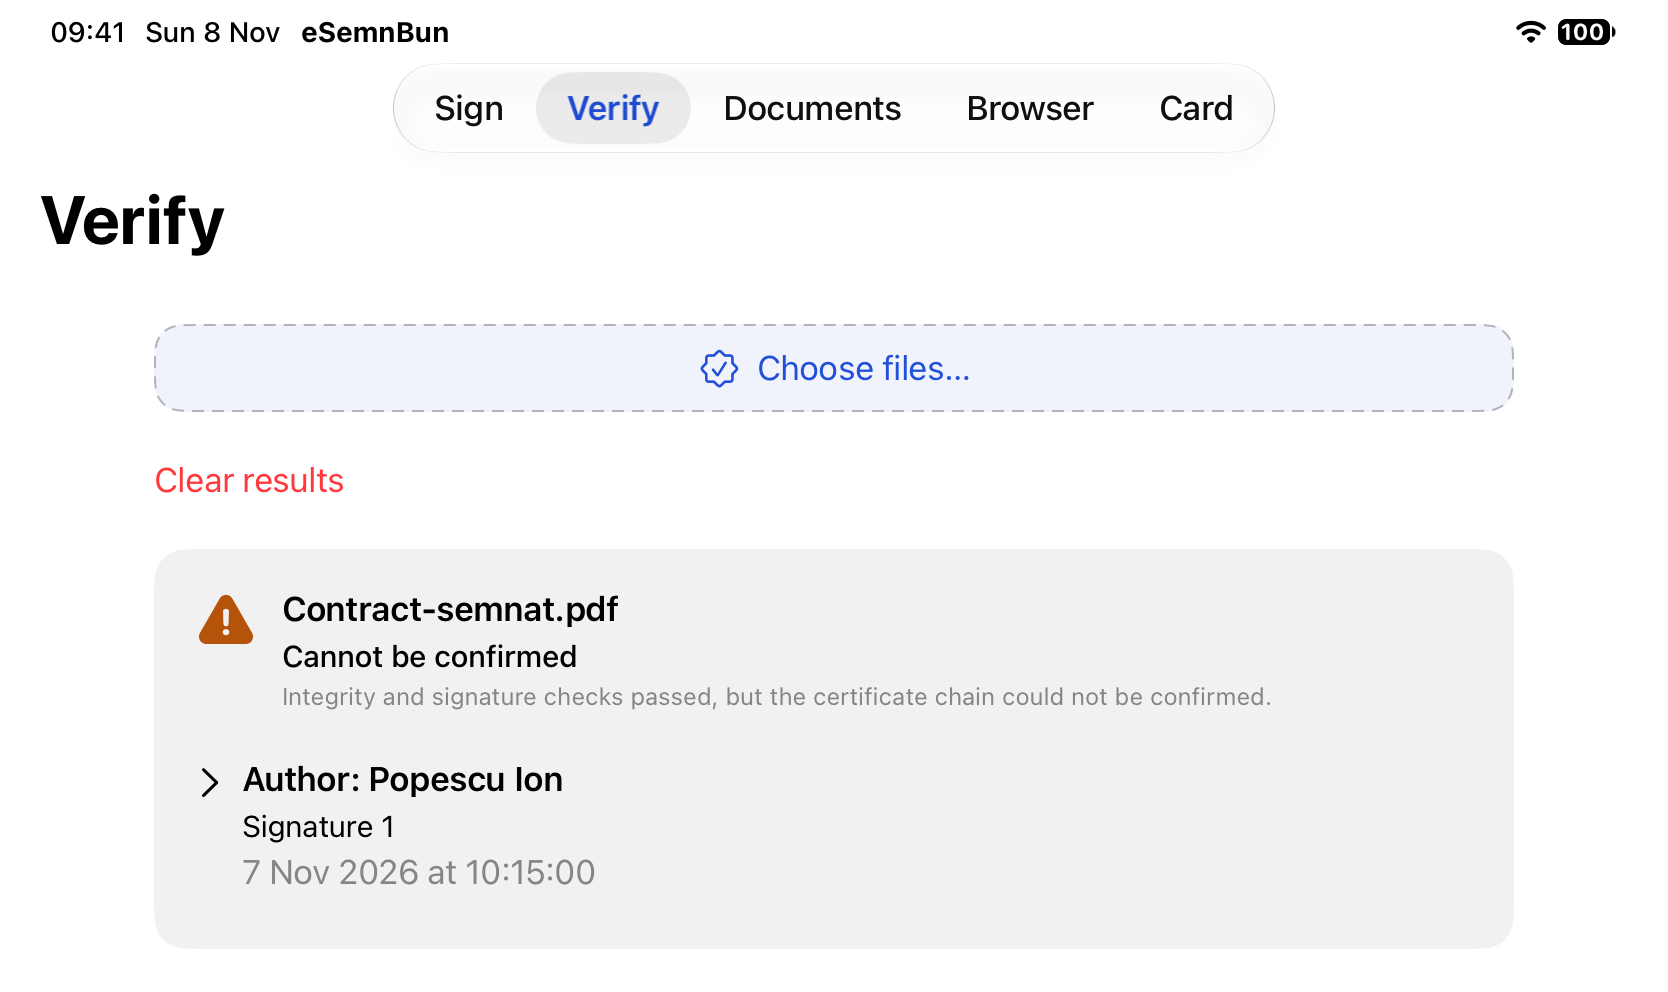 09:41 Sun 8 Nov eSemnBun 100
Sign Verify Documents Browser Card
Verify
Choose files...
Clear results
Contract-semnat.pdf
Cannot be confirmed
Integrity and signature checks passed, but the certificate chain could not be confirmed.
Author: Popescu Ion
Signature 1
7 Nov 2026 at 10:15:00